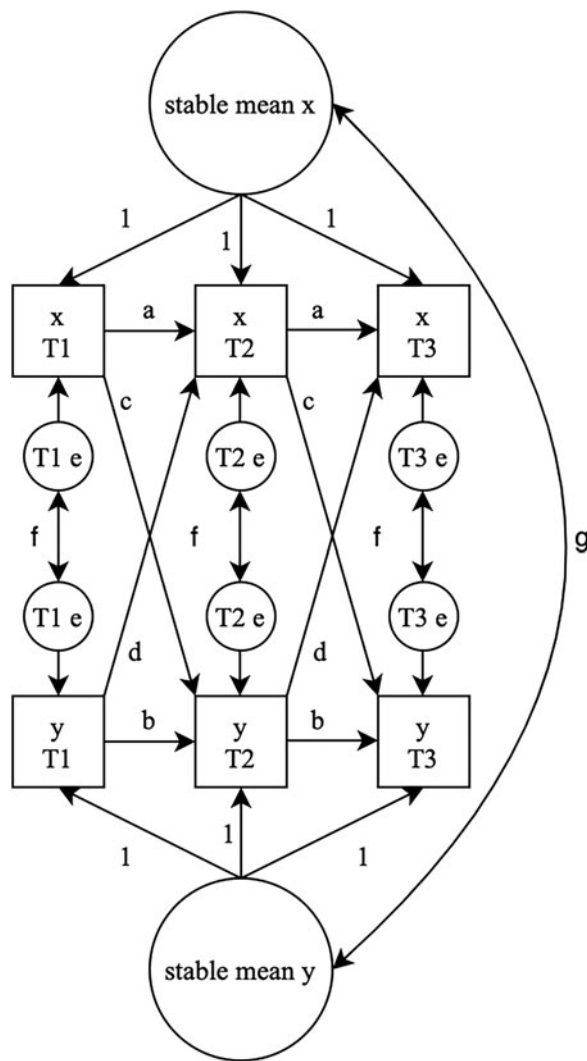 stable mean x
1
1
1
x
T1
a
x
T2
a
x
T3
c
c
T1 e
T2 e
T3 e
f
f
f
g
T1 e
T2 e
T3 e
d
d
y
T1
b
y
T2
b
y
T3
1
1
1
stable mean y